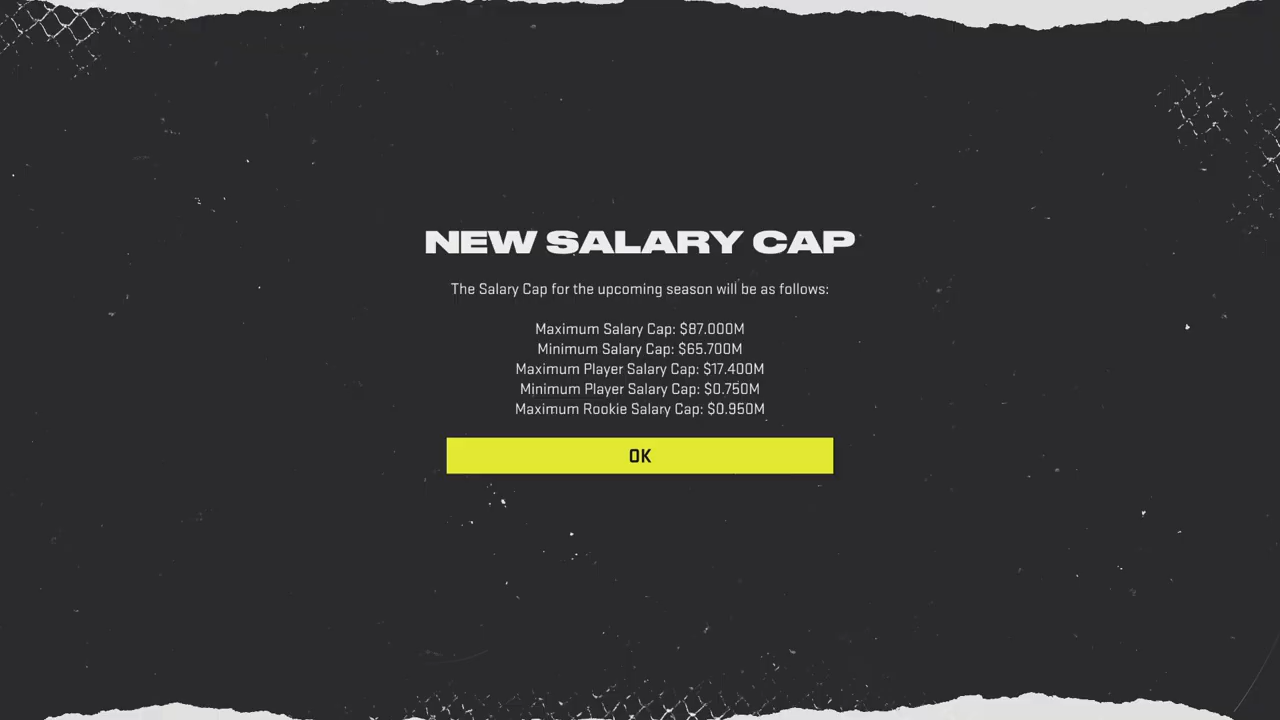 NEW SALARY CAP
The Salary Cap for the upcoming season will be as follows:
Maximum Salary Cap: $87.000M
Minimum Salary Cap: $65.700M
Maximum Player Salary Cap: $17.400M
Minimum Player Salary Cap: $0.750M
Maximum Rookie Salary Cap: $0.950M
OK